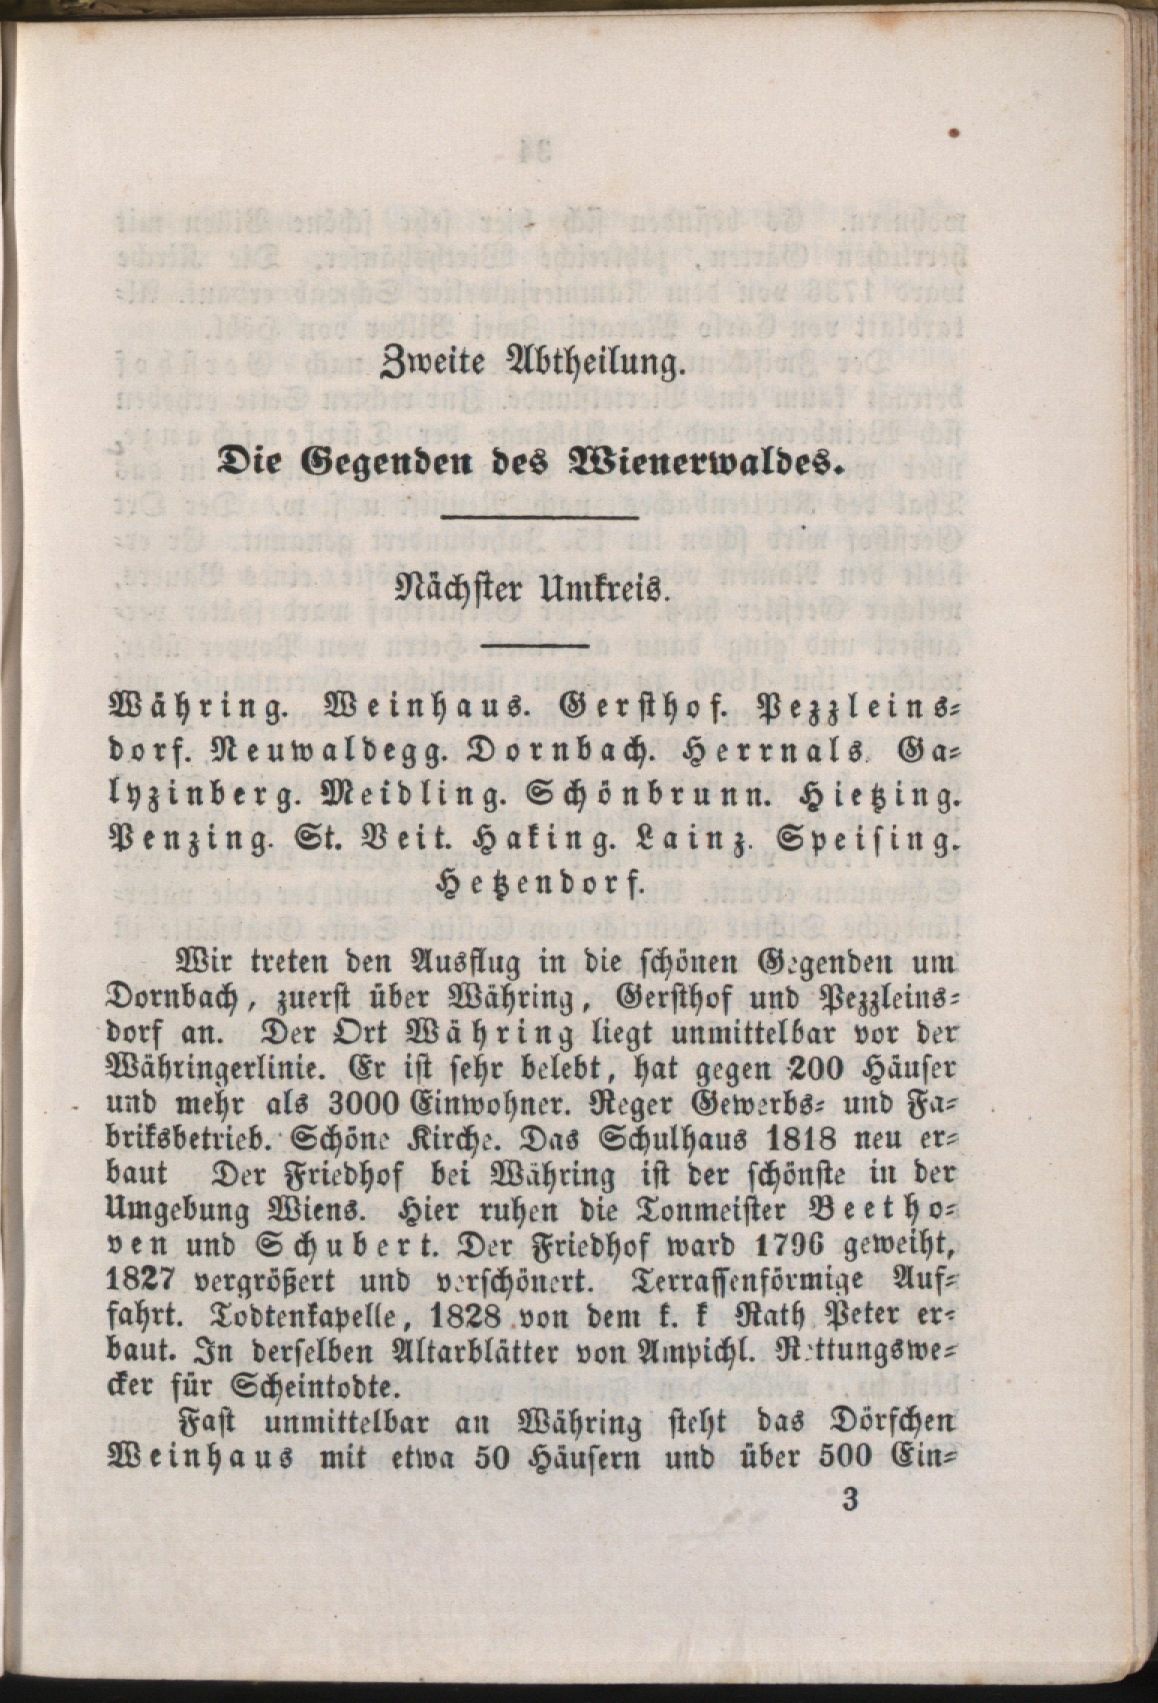 Zweite Abtheilung.
Die Gegenden des Wienerwaldes.
Nächster Umkreis.
Währing. Weinhaus. Gersthof. Pezzleins-
dorf. Neuwaldegg. Dornbach. Herrnals. Ga-
lyzinberg. Meidling. Schönbrunn. Hietzing.
Penzing. St. Veit. Haking. Lainz. Speising.
Hetzendorf.
Wir treten den Ausflug in die schönen Gegenden um
Dornbach, zuerst über Währing, Gersthof und Pezzleins-
dorf an. Der Ort Währing liegt unmittelbar vor der
Währingerlinie. Er ist sehr belebt, hat gegen 200 Häuser
und mehr als 3000 Einwohner. Reger Gewerbs- und Fa-
briksbetrieb. Schöne Kirche. Das Schulhaus 1818 neu er-
baut Der Friedhof bei Währing ist der schönste in der
Umgebung Wiens. Hier ruhen die Tonmeister Beetho-
ven und Schubert. Der Friedhof ward 1796 geweiht,
1827 vergrößert und verschönert. Terrassenförmige Auf-
fahrt. Todtenkapelle, 1828 von dem k. k Rath Peter er-
baut. In derselben Altarblätter von Ampichl. Rettungswe-
cker für Scheintodte.
Fast unmittelbar an Währing steht das Dörfchen
Weinhaus mit etwa 50 Häusern und über 500 Ein-
3